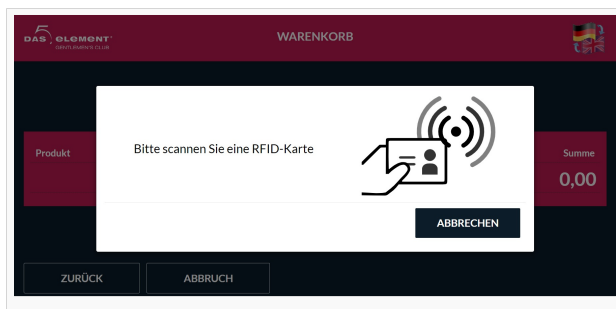 DAS 5 ELEMENT
GENTLEMEN'S CLUB
WARENKORB
Bitte scannen Sie eine RFID-Karte
Produkt
Summe
0,00
ABBRECHEN
ZURÜCK
ABBRUCH